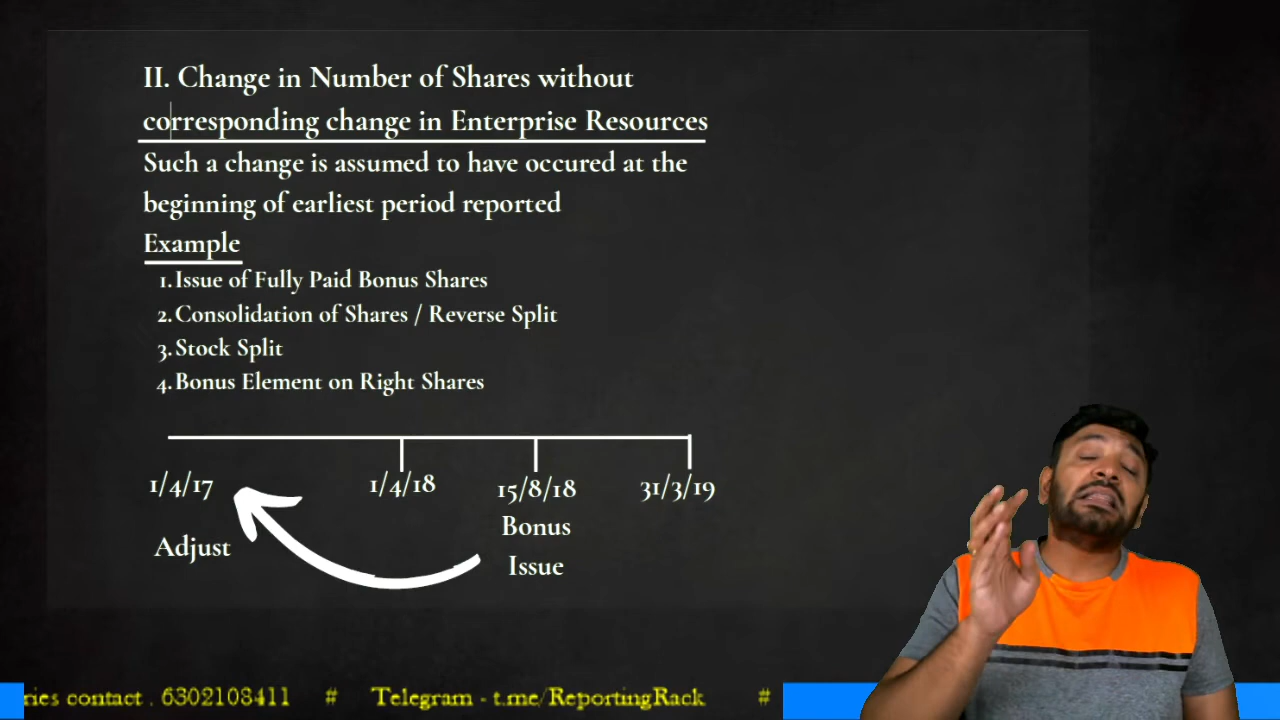 II. Change in Number of Shares without
corresponding change in Enterprise Resources
Such a change is assumed to have occured at the
beginning of earliest period reported
Example
1. Issue of Fully Paid Bonus Shares
2. Consolidation of Shares / Reverse Split
3. Stock Split
4. Bonus Element on Right Shares
1/4/17 1/4/18 15/8/18 31/3/19
Bonus
Adjust
Issue
ries contact . 6302108411 # Telegram - t.me/ReportingRack #